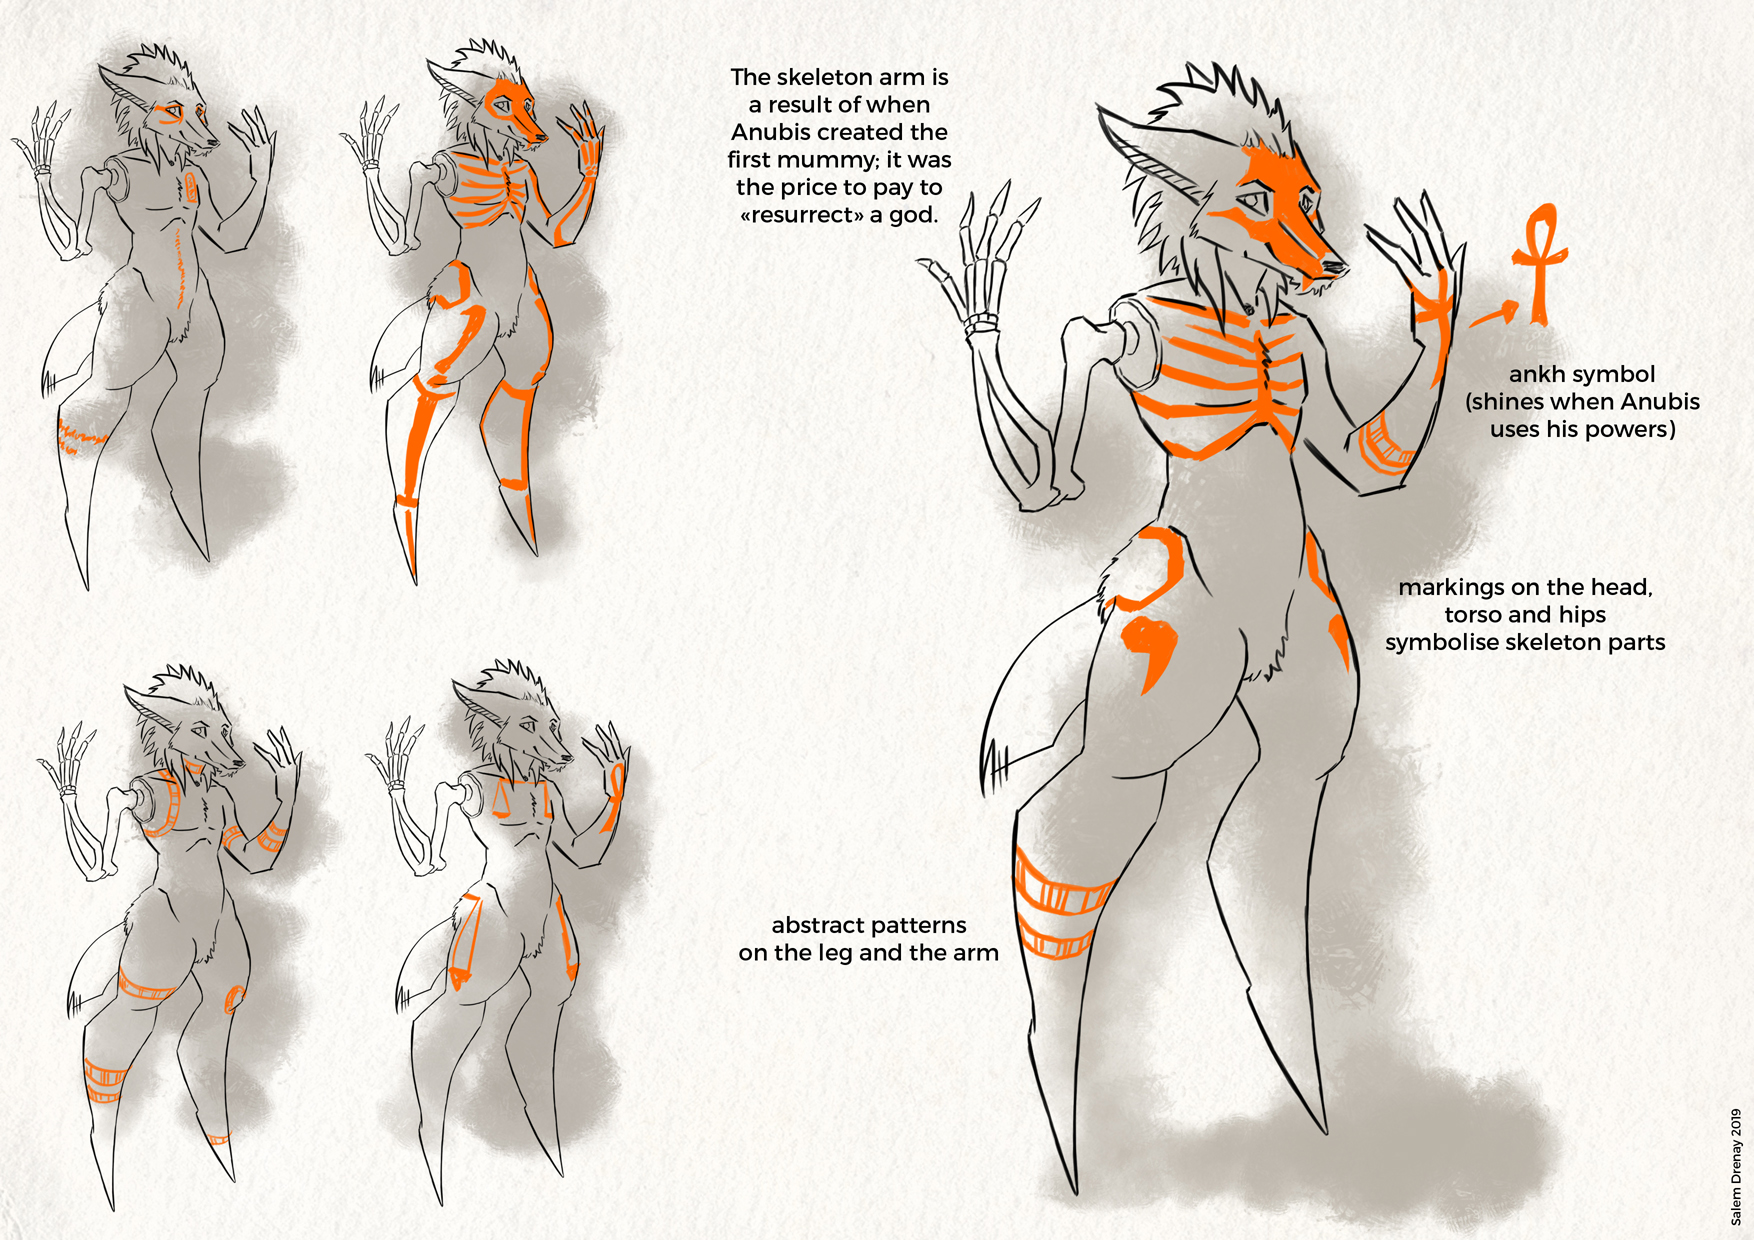 The skeleton arm is
a result of when
Anubis created the
first mummy; it was
the price to pay to
«resurrect» a god.
ankh symbol
(shines when Anubis
uses his powers)
markings on the head,
torso and hips
symbolise skeleton parts
abstract patterns
on the leg and the arm
Salem Drenay 2019